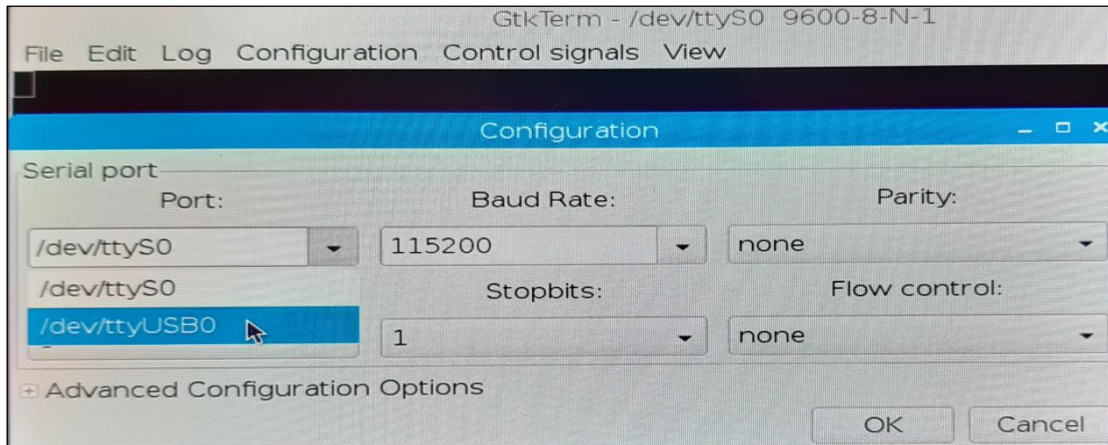 GtkTerm - /dev/ttyS0 9600-8-N-1
File Edit Log Configuration Control signals View
Configuration
Serial port
Port: Baud Rate: Parity:
/dev/ttyS0 115200 none
/dev/ttyS0 Stopbits: Flow control:
/dev/ttyUSB0 1 none
Advanced Configuration Options
OK Cancel